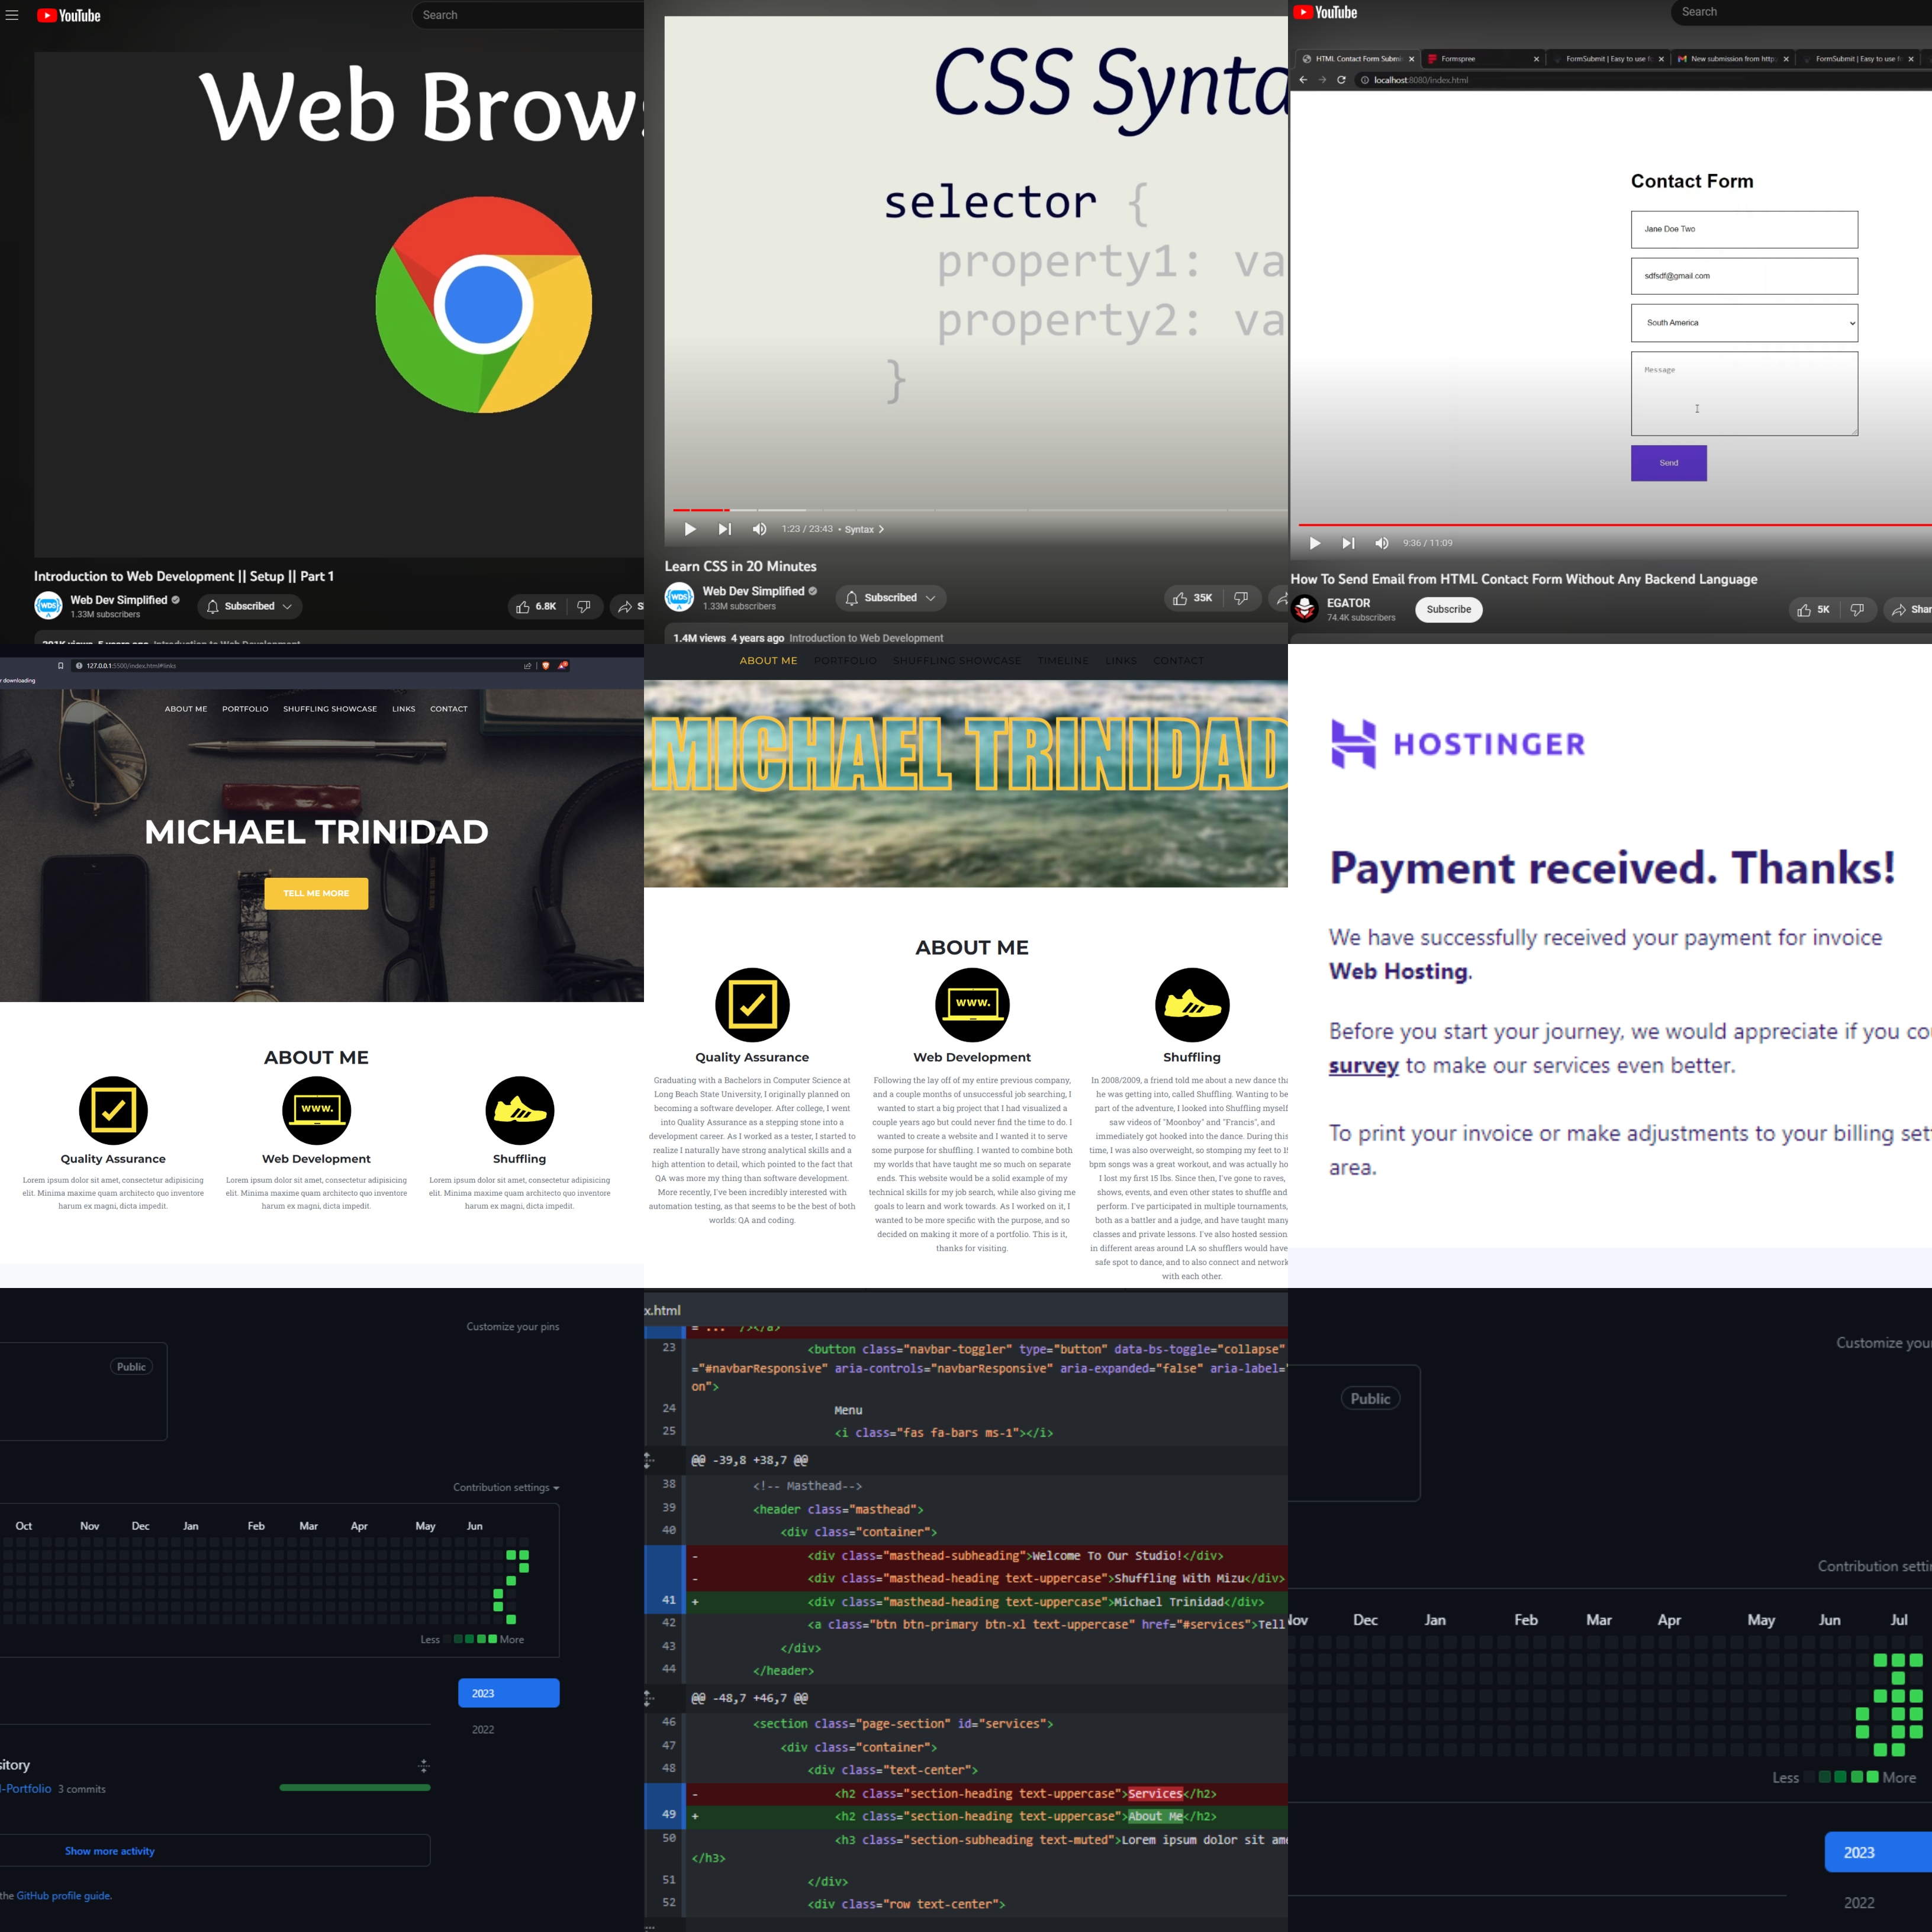 YouTube
Search
Web Brow
Introduction to Web Development || Setup || Part 1
WDS
Web Dev Simplified
1.33M subscribers
Subscribed
6.8K
S
5 years ago Introduction to Web Development
CSS Synta
selector {
property1: va
property2: va
}
1:23 / 23:43 • Syntax
Learn CSS in 20 Minutes
WDS
Web Dev Simplified
1.33M subscribers
Subscribed
35K
1.4M views 4 years ago Introduction to Web Development
YouTube
Search
HTML Contact Form Submi
Formspree
FormSubmit | Easy to use f
New submission from http
FormSubmit | Easy to use f
localhost:8080/index.html
Contact Form
Jane Doe Two
sdfsdf@gmail.com
South America
Message
Send
9:36 / 11:09
How To Send Email from HTML Contact Form Without Any Backend Language
EGATOR
74.4K subscribers
Subscribe
5K
Shar
127.0.0.1:5500/index.html#links
r downloading
ABOUT ME PORTFOLIO SHUFFLING SHOWCASE LINKS CONTACT
MICHAEL TRINIDAD
TELL ME MORE
ABOUT ME
WWW.
Quality Assurance Web Development Shuffling
Lorem ipsum dolor sit amet, consectetur adipisicing
elit. Minima maxime quam architecto quo inventore
harum ex magni, dicta impedit.
Lorem ipsum dolor sit amet, consectetur adipisicing
elit. Minima maxime quam architecto quo inventore
harum ex magni, dicta impedit.
Lorem ipsum dolor sit amet, consectetur adipisicing
elit. Minima maxime quam architecto quo inventore
harum ex magni, dicta impedit.
ABOUT ME PORTFOLIO SHUFFLING SHOWCASE TIMELINE LINKS CONTACT
MICHAEL TRINIDAD
ABOUT ME
WWW.
Quality Assurance
Graduating with a Bachelors in Computer Science at
Long Beach State University, I originally planned on
becoming a software developer. After college, I went
into Quality Assurance as a stepping stone into a
development career. As I worked as a tester, I started to
realize I naturally have strong analytical skills and a
high attention to detail, which pointed to the fact that
QA was more my thing than software development.
More recently, I've been incredibly interested with
automation testing, as that seems to be the best of both
worlds: QA and coding.
Web Development
Following the lay off of my entire previous company,
and a couple months of unsuccessful job searching, I
wanted to start a big project that I had visualized a
couple years ago but could never find the time to do. I
wanted to create a website and I wanted it to serve
some purpose for shuffling. I wanted to combine both
my worlds that have taught me so much on separate
ends. This website would be a solid example of my
technical skills for my job search, while also giving me
goals to learn and work towards. As I worked on it, I
wanted to be more specific with the purpose, and so
decided on making it more of a portfolio. This is it,
thanks for visiting.
Shuffling
In 2008/2009, a friend told me about a new dance tha
he was getting into, called Shuffling. Wanting to be
part of the adventure, I looked into Shuffling myself
saw videos of "Moonboy" and "Francis", and
immediately got hooked into the dance. During this
time, I was also overweight, so stomping my feet to 1
bpm songs was a great workout, and was actually ho
I lost my first 15 lbs. Since then, I've gone to raves,
shows, events, and even other states to shuffle and
perform. I've participated in multiple tournaments,
both as a battler and a judge, and have taught many
classes and private lessons. I've also hosted session
in different areas around LA so shufflers would have
safe spot to dance, and to also connect and network
with each other.
HOSTINGER
Payment received. Thanks!
We have successfully received your payment for invoice
Web Hosting.
Before you start your journey, we would appreciate if you co
survey to make our services even better.
To print your invoice or make adjustments to your billing set
area.
Customize your pins
Public
Contribution settings
Oct Nov Dec Jan Feb Mar Apr May Jun
Less More
2023
2022
sitory
l-Portfolio 3 commits
Show more activity
the GitHub profile guide.
x.html
= ... " /></a>
23 <button class="navbar-toggler" type="button" data-bs-toggle="collapse"
="#navbarResponsive" aria-controls="navbarResponsive" aria-expanded="false" aria-label="
on">
24 Menu
25 <i class="fas fa-bars ms-1"></i>
@@ -39,8 +38,7 @@
38 <!-- Masthead-->
39 <header class="masthead">
40 <div class="container">
- <div class="masthead-subheading">Welcome To Our Studio!</div>
- <div class="masthead-heading text-uppercase">Shuffling With Mizu</div>
41 + <div class="masthead-heading text-uppercase">Michael Trinidad</div>
42 <a class="btn btn-primary btn-xl text-uppercase" href="#services">Tell
43 </div>
44 </header>
@@ -48,7 +46,7 @@
46 <section class="page-section" id="services">
47 <div class="container">
48 <div class="text-center">
- <h2 class="section-heading text-uppercase">Services</h2>
49 + <h2 class="section-heading text-uppercase">About Me</h2>
50 <h3 class="section-subheading text-muted">Lorem ipsum dolor sit ame
</h3>
51 </div>
52 <div class="row text-center">
Customize your
Public
Contribution setti
Nov Dec Jan Feb Mar Apr May Jun Jul
Less More
2023
2022